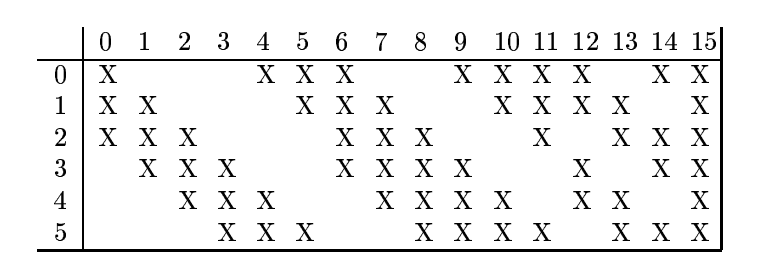 0 1 2 3 4 5 6 7 8 9 10 11 12 13 14 15
0 X X X X X X X X X X
1 X X X X X X X X X X
2 X X X X X X X X X X
3 X X X X X X X X X X
4 X X X X X X X X X X
5 X X X X X X X X X X